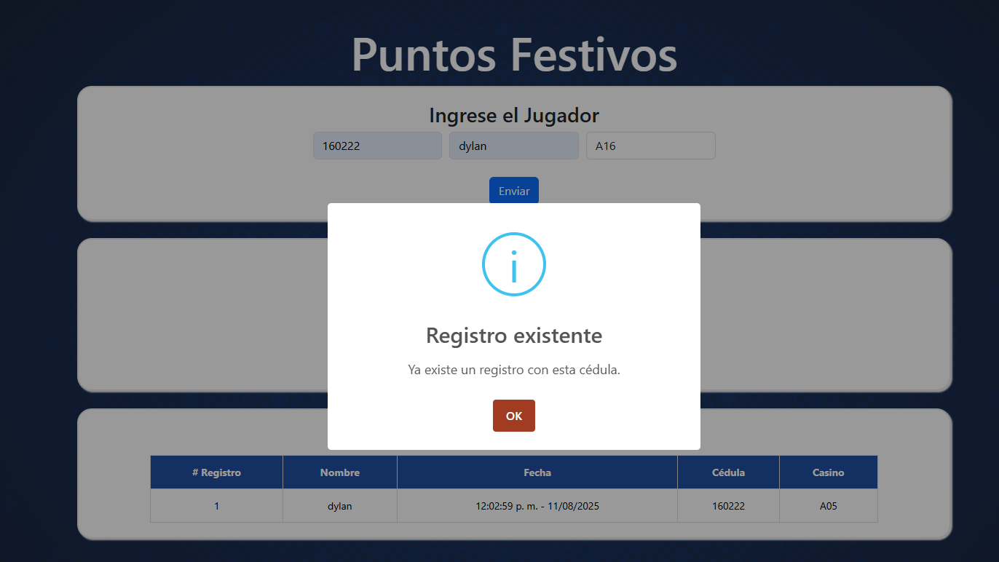 Puntos Festivos
Ingrese el Jugador
160222 dylan A16
Enviar
Registro existente
Ya existe un registro con esta cédula.
OK
# Registro Nombre Fecha Cédula Casino
1 dylan 12:02:59 p. m. - 11/08/2025 160222 A05